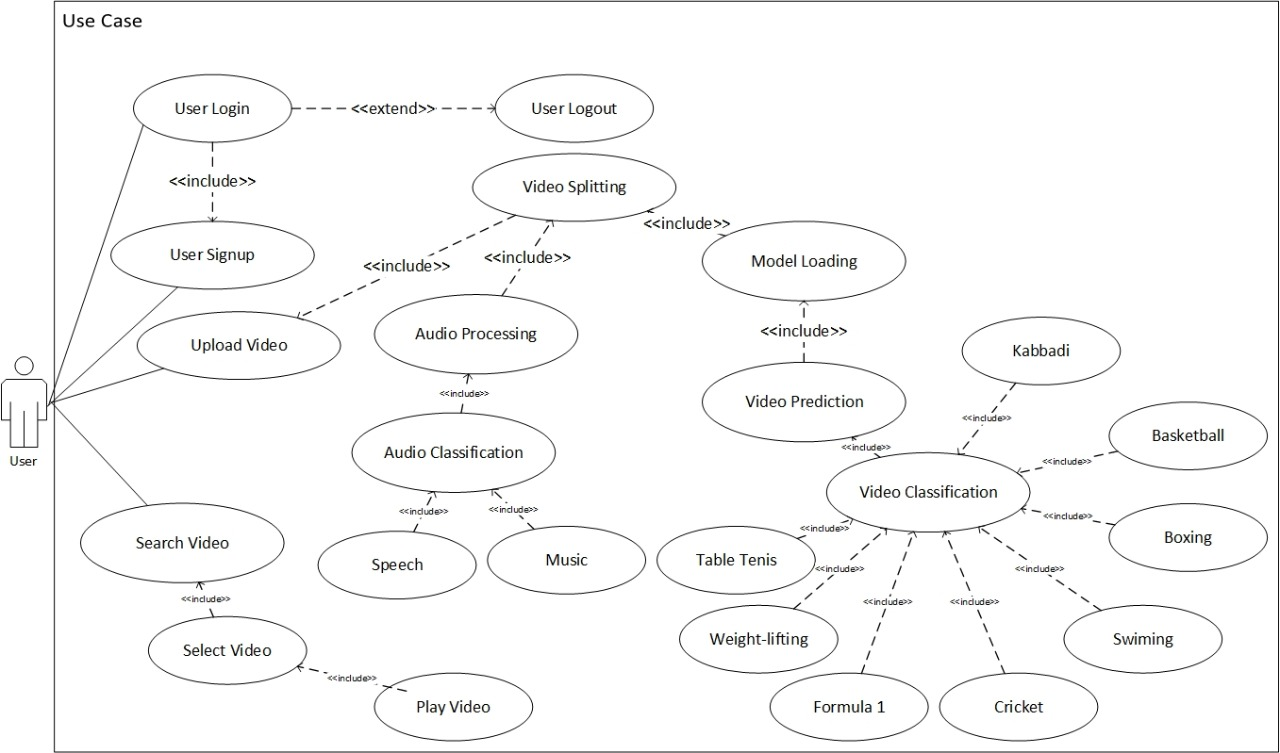 Use Case
User Login
<<extend>>
User Logout
<<include>>
Video Splitting
<<include>>
User Signup
<<include>>
<<include>>
Model Loading
Upload Video
Audio Processing
<<include>>
Kabbadi
<<include>>
Video Prediction
<<include>>
Basketball
User
Audio Classification
<<include>>
<<include>>
Video Classification
<<include>>
<<include>>
<<include>>
<<include>>
Search Video
Speech
Music
Table Tenis
<<include>>
Boxing
<<include>>
<<include>>
<<include>>
<<include>>
<<include>>
Select Video
Weight-lifting
Swiming
<<include>>
Play Video
Formula 1
Cricket